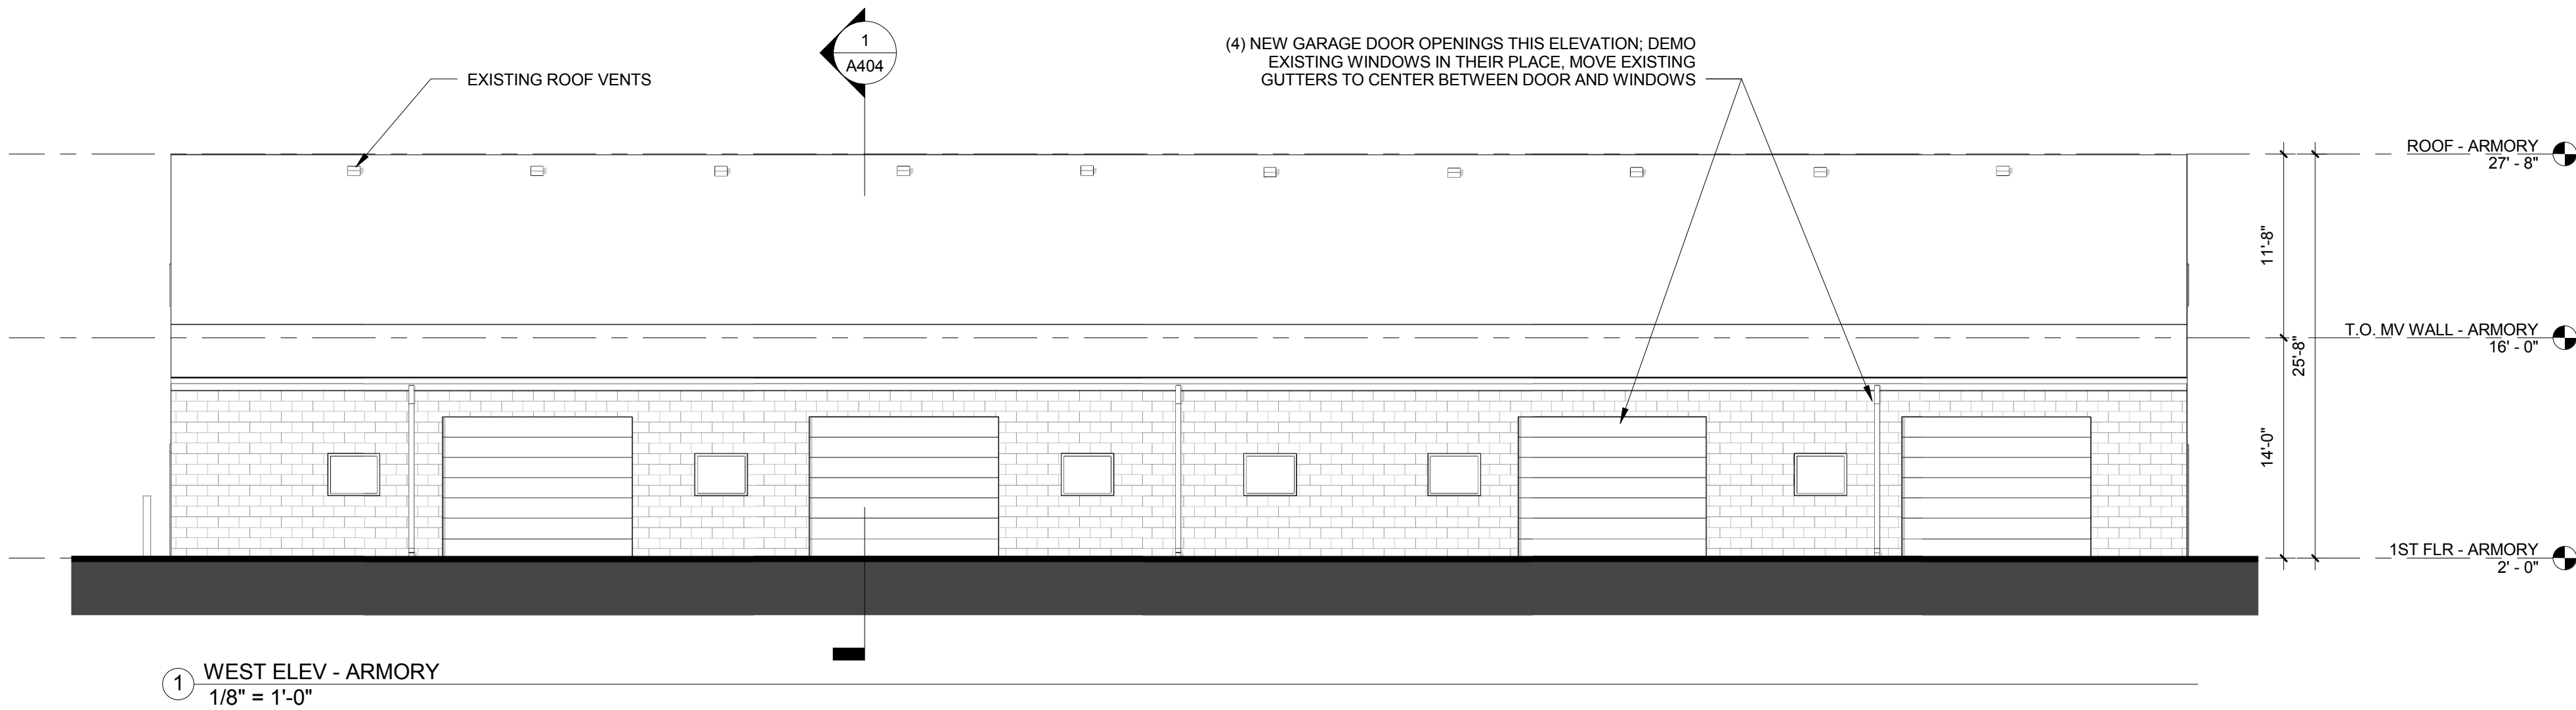 1
A404
(4) NEW GARAGE DOOR OPENINGS THIS ELEVATION; DEMO
EXISTING WINDOWS IN THEIR PLACE, MOVE EXISTING
GUTTERS TO CENTER BETWEEN DOOR AND WINDOWS
EXISTING ROOF VENTS
ROOF - ARMORY
27' - 8"
11'-8"
T.O. MV WALL - ARMORY
16' - 0"
25'-8"
14'-0"
1ST FLR - ARMORY
2' - 0"
1
WEST ELEV - ARMORY
1/8" = 1'-0"